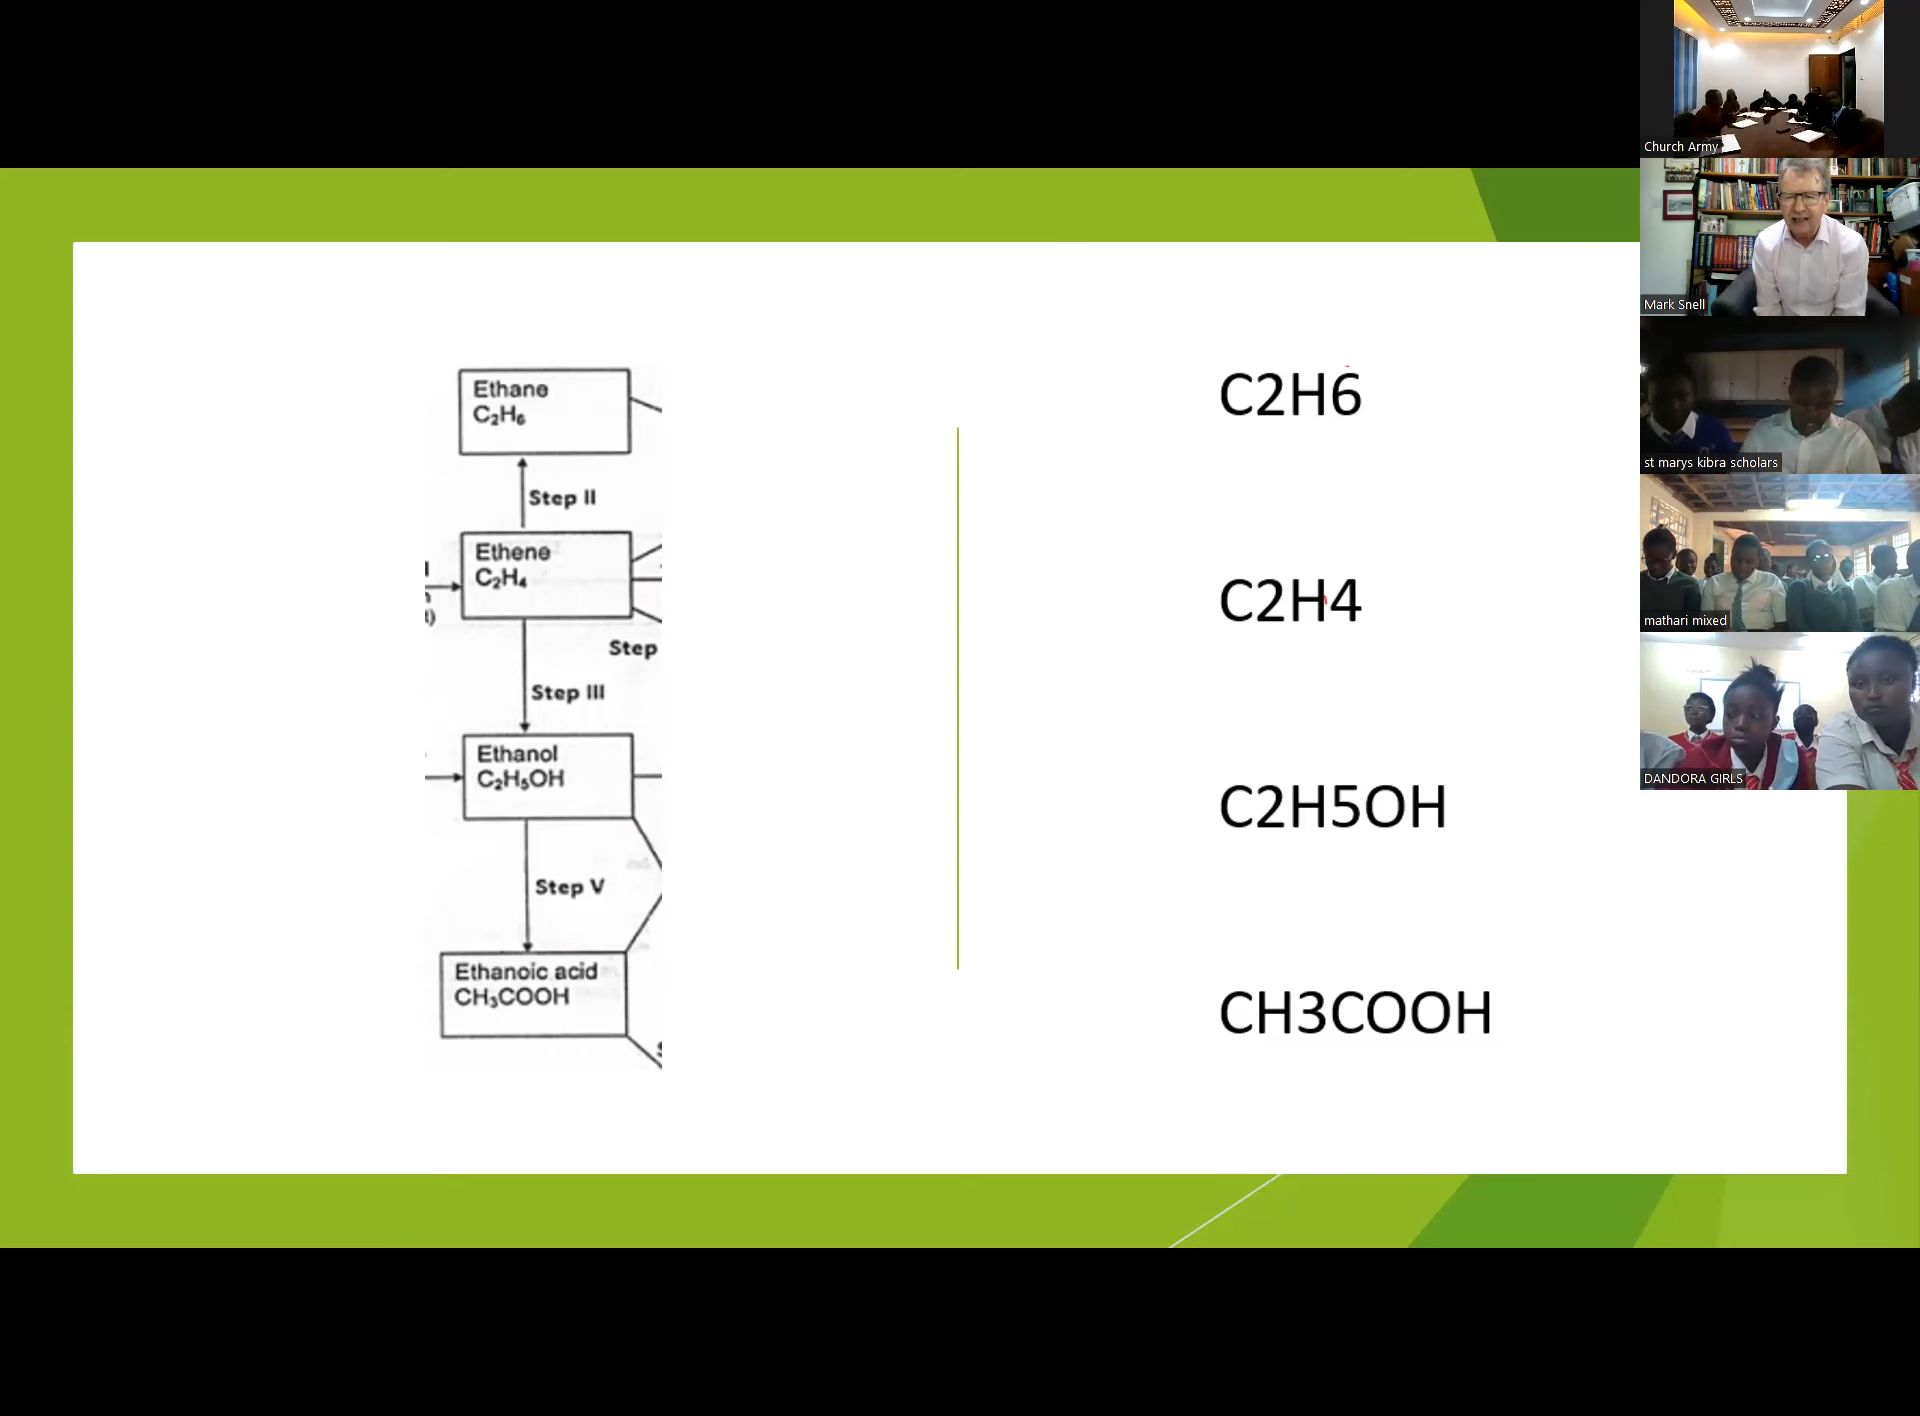 Ethane
C₂H₆
Step II
Ethene
C₂H₄
Step
Step III
Ethanol
C₂H₅OH
Step V
Ethanoic acid
CH₃COOH
C2H6
C2H4
C2H5OH
CH3COOH
Church Army
Mark Snell
st marys kibra scholars
mathari mixed
DANDORA GIRLS